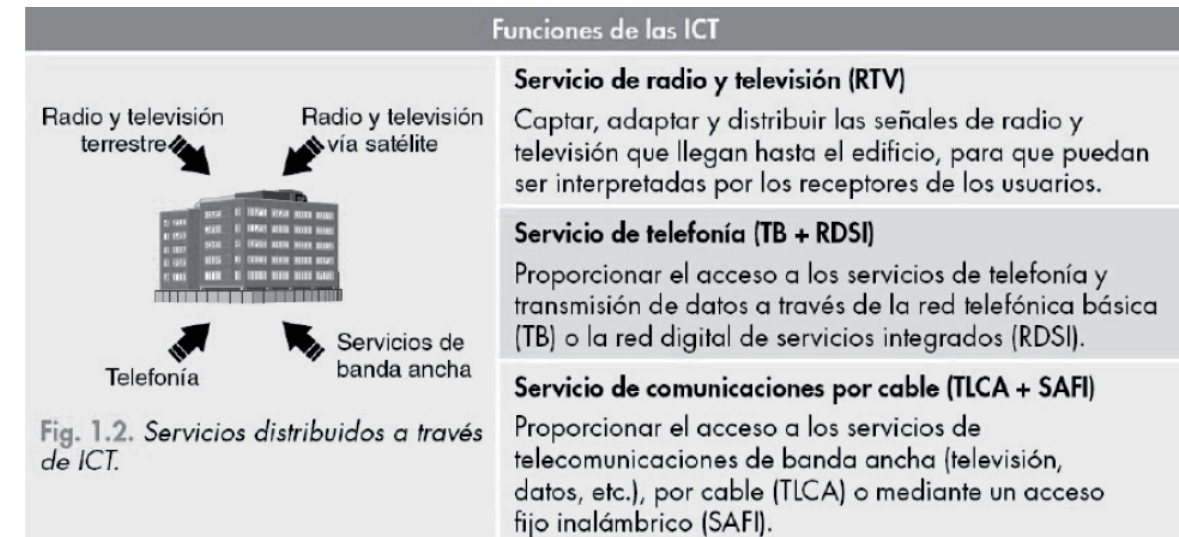 Funciones de las ICT
Radio y televisión
terrestre
Radio y televisión
vía satélite
Telefonía
Servicios de
banda ancha
Fig. 1.2. Servicios distribuidos a través
de ICT.
Servicio de radio y televisión (RTV)
Captar, adaptar y distribuir las señales de radio y
televisión que llegan hasta el edificio, para que puedan
ser interpretadas por los receptores de los usuarios.
Servicio de telefonía (TB + RDSI)
Proporcionar el acceso a los servicios de telefonía y
transmisión de datos a través de la red telefónica básica
(TB) o la red digital de servicios integrados (RDSI).
Servicio de comunicaciones por cable (TLCA + SAFI)
Proporcionar el acceso a los servicios de
telecomunicaciones de banda ancha (televisión,
datos, etc.), por cable (TLCA) o mediante un acceso
fijo inalámbrico (SAFI).